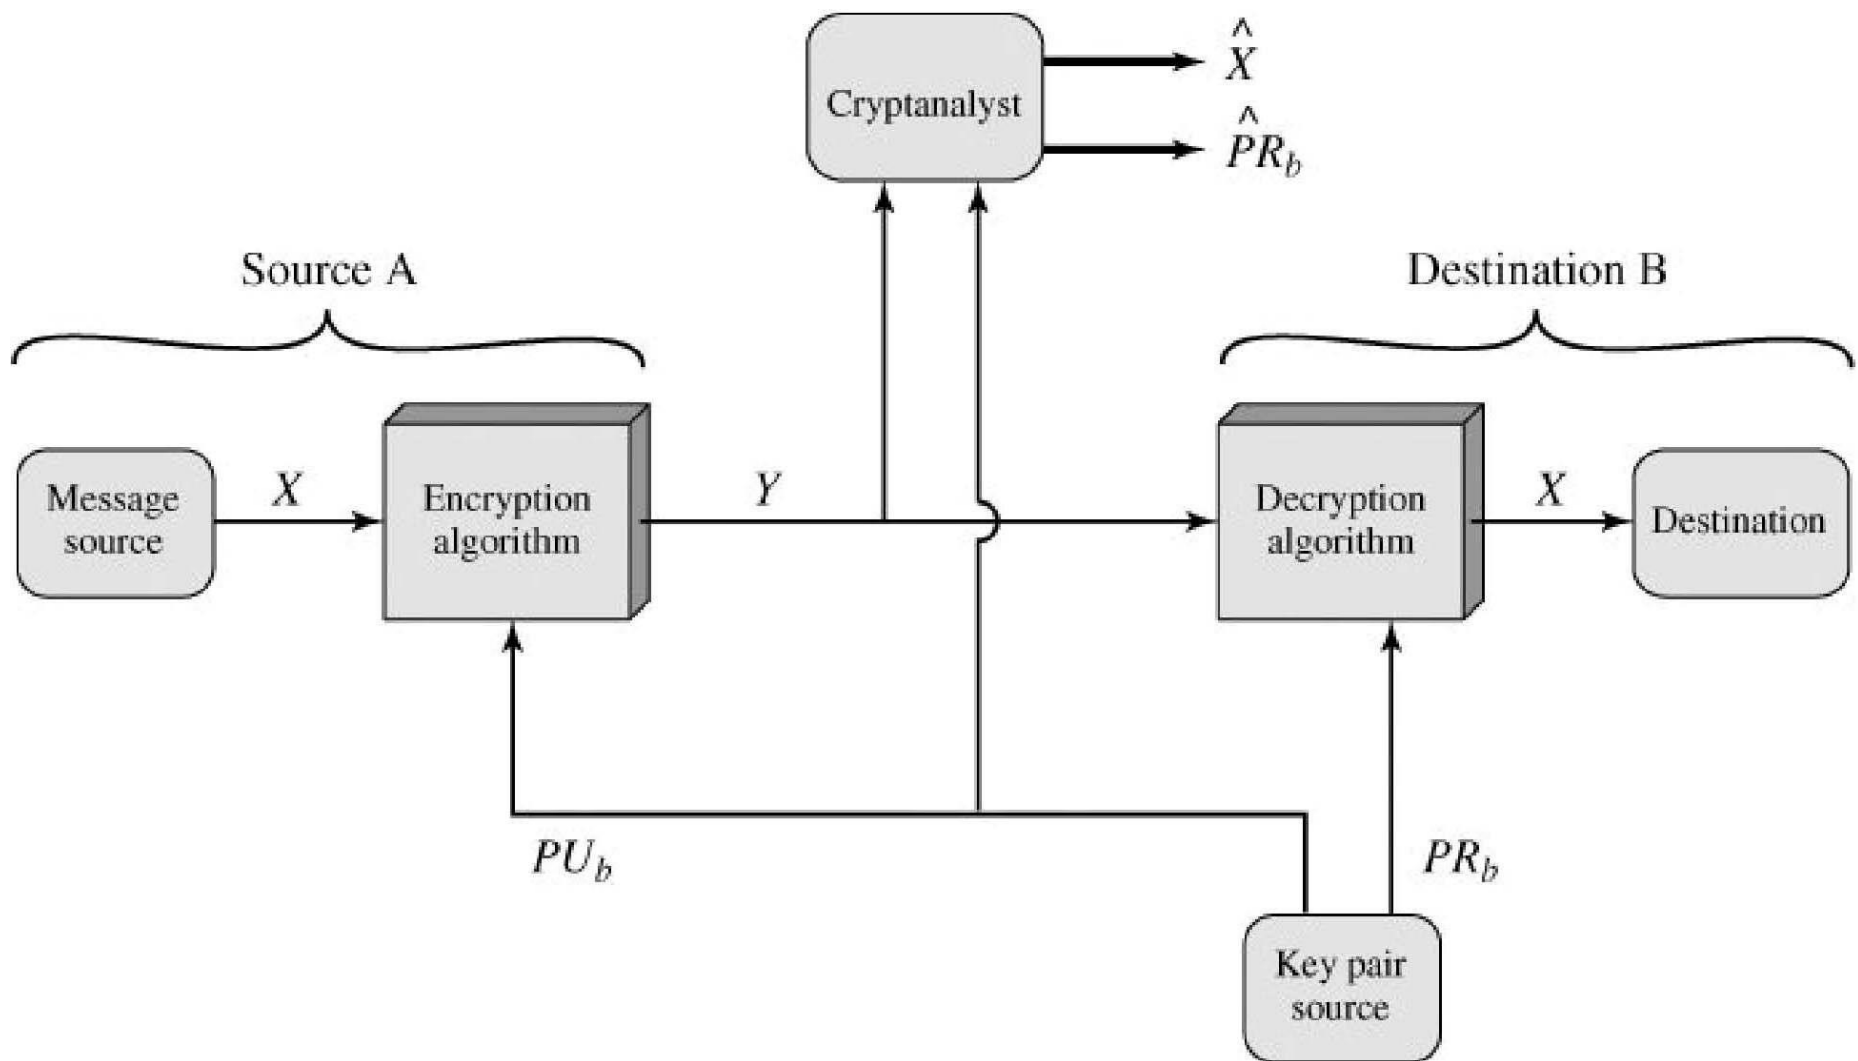 X̂
Cryptanalyst
P̂R_b
Source A
Destination B
Message
source
X
Encryption
algorithm
Y
Decryption
algorithm
X
Destination
PU_b
PR_b
Key pair
source